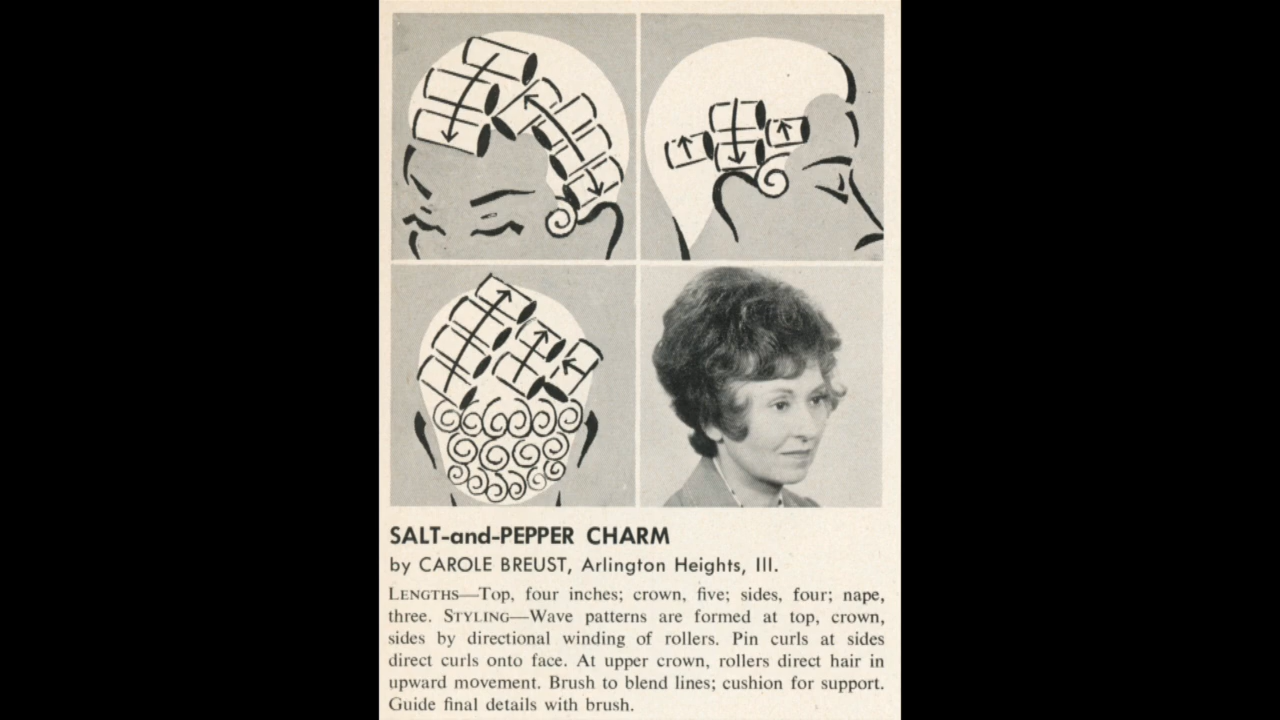 SALT-and-PEPPER CHARM
by CAROLE BREUST, Arlington Heights, Ill.
LENGTHS—Top, four inches; crown, five; sides, four; nape,
three. STYLING—Wave patterns are formed at top, crown,
sides by directional winding of rollers. Pin curls at sides
direct curls onto face. At upper crown, rollers direct hair in
upward movement. Brush to blend lines; cushion for support.
Guide final details with brush.